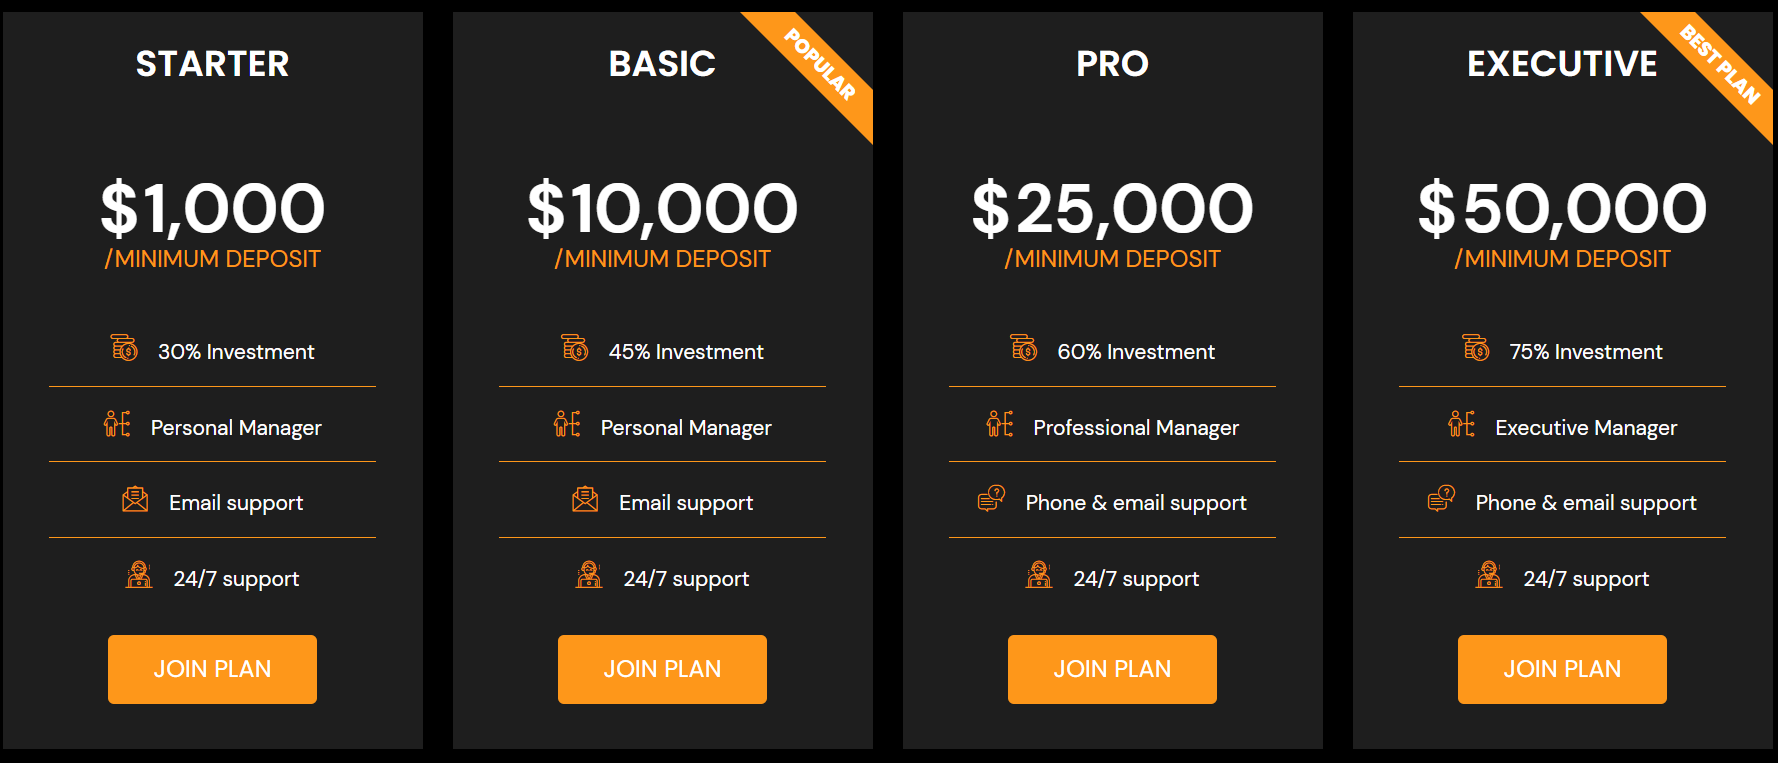 STARTER
$1,000
/MINIMUM DEPOSIT
30% Investment
Personal Manager
Email support
24/7 support
JOIN PLAN
BASIC
POPULAR
$10,000
/MINIMUM DEPOSIT
45% Investment
Personal Manager
Email support
24/7 support
JOIN PLAN
PRO
$25,000
/MINIMUM DEPOSIT
60% Investment
Professional Manager
Phone & email support
24/7 support
JOIN PLAN
EXECUTIVE
BEST PLAN
$50,000
/MINIMUM DEPOSIT
75% Investment
Executive Manager
Phone & email support
24/7 support
JOIN PLAN